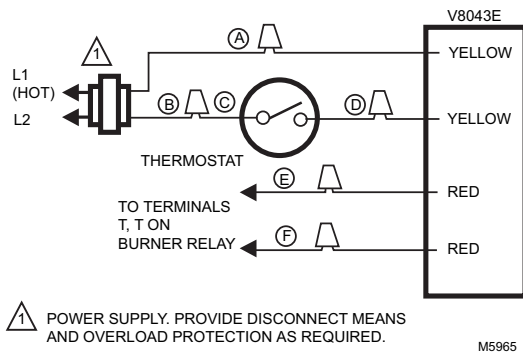 V8043E
A
1
YELLOW
L1
(HOT)
B
C
D
L2
YELLOW
THERMOSTAT
E
RED
TO TERMINALS
T, T ON
BURNER RELAY
F
RED
1 POWER SUPPLY. PROVIDE DISCONNECT MEANS
AND OVERLOAD PROTECTION AS REQUIRED.
M5965